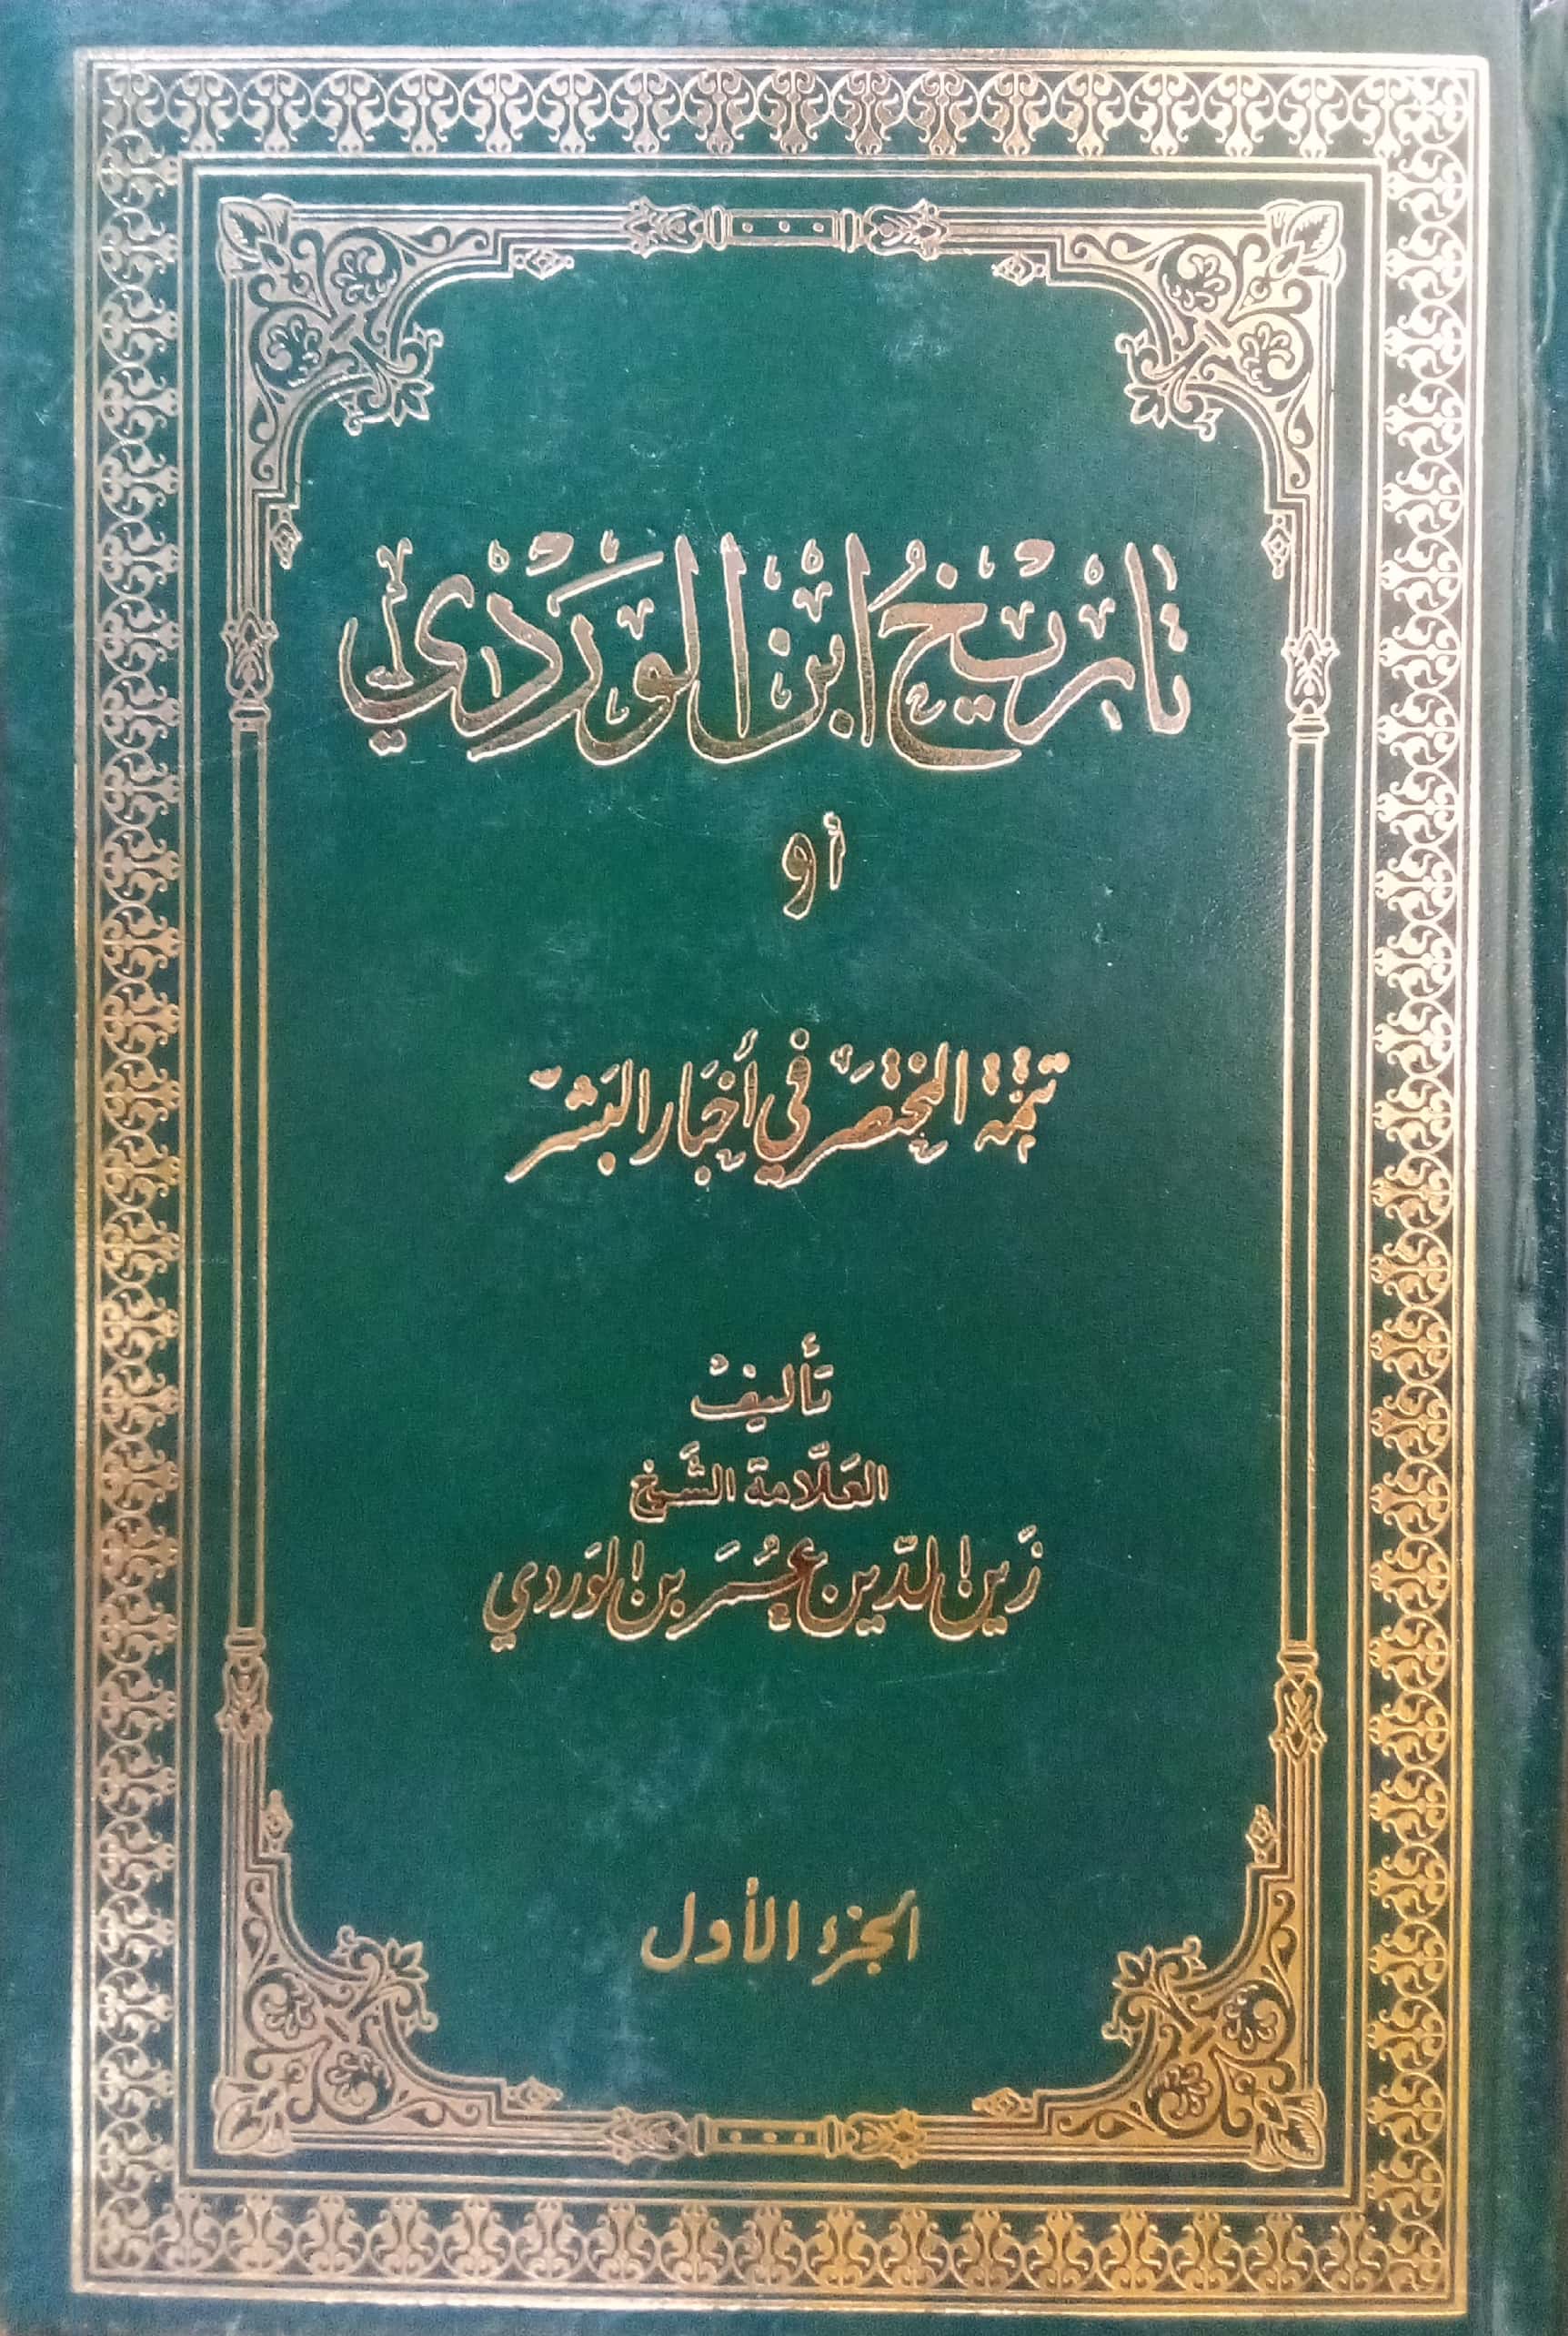 تاريخ ابن الوردي
أو
تتمة المختصر في أخبار البشر
تأليف
العلامة الشيخ
زين الدين عمر بن الوردي
الجزء الأول